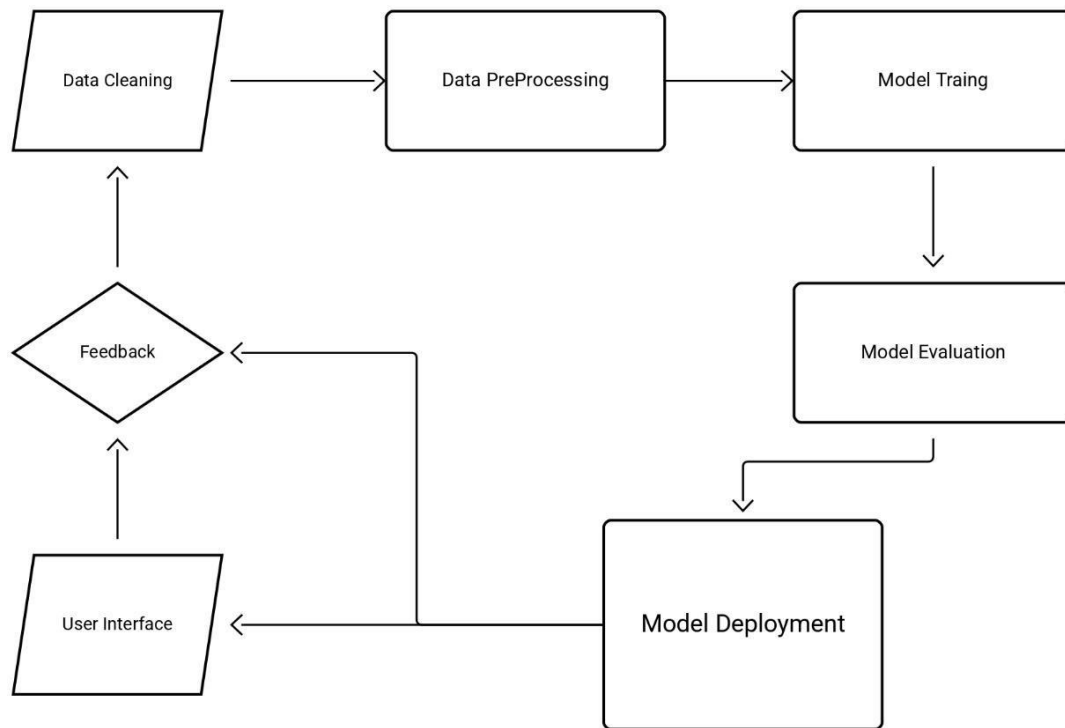 Data Cleaning
Data PreProcessing
Model Traing
Feedback
Model Evaluation
User Interface
Model Deployment